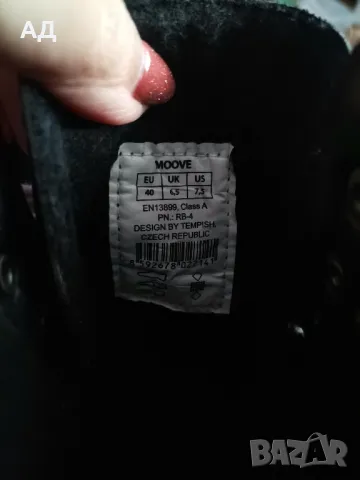 АД
MOOVE
EU UK US
40 6,5 7,5
EN13899, Class A
PN.: RB-4
DESIGN BY TEMPISH,
CZECH REPUBLIC
BAZAR